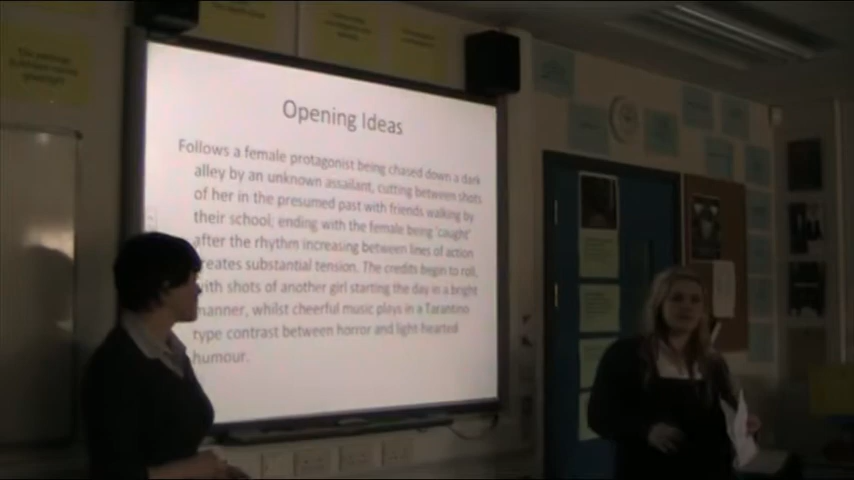 Opening Ideas
Follows a female protagonist being chased down a dark
alley by an unknown assailant, cutting between shots
of her in the presumed past with friends walking by
their school; ending with the female being 'caught'
after the rhythm increasing between lines of action
reates substantial tension. The credits begin to roll,
with shots of another girl starting the day in a bright
manner, whilst cheerful music plays in a Tarantino
type contrast between horror and light hearted
humour.